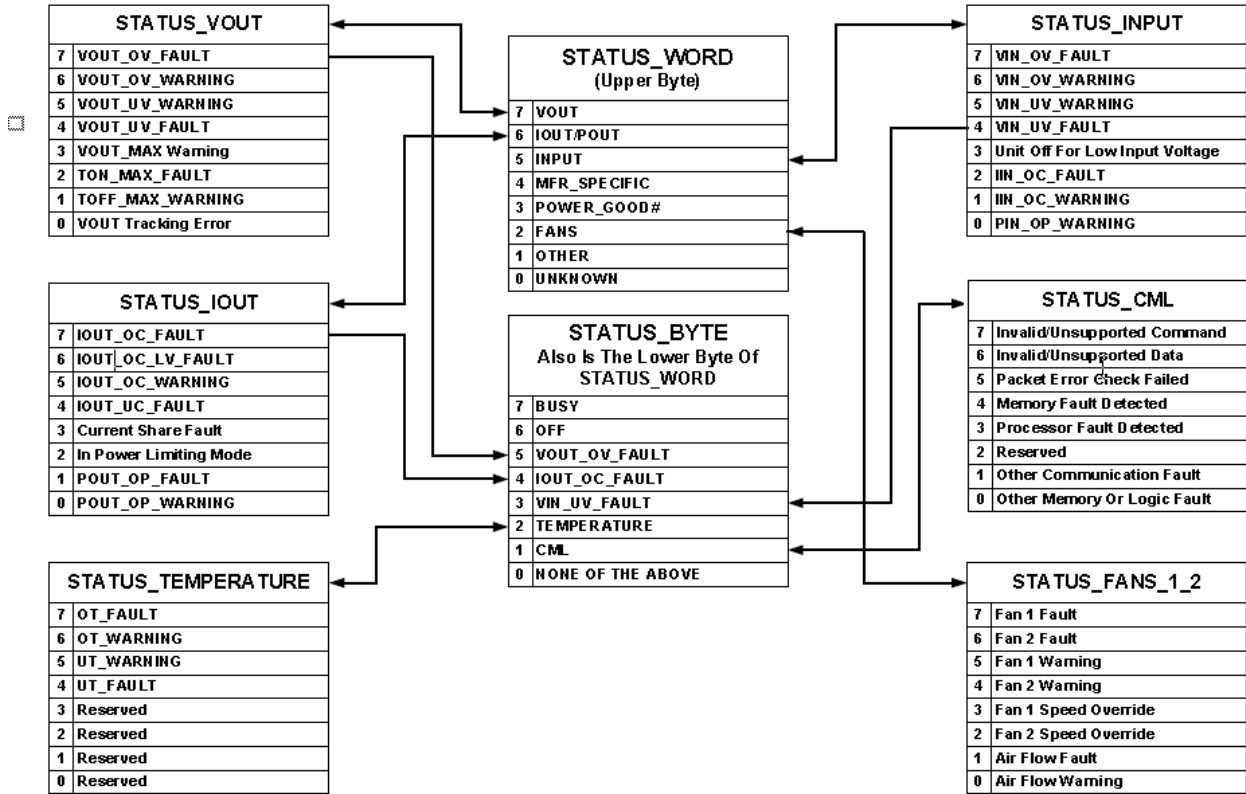 STATUS_VOUT
7 VOUT_OV_FAULT
6 VOUT_OV_WARNING
5 VOUT_UV_WARNING
4 VOUT_UV_FAULT
3 VOUT_MAX Warning
2 TON_MAX_FAULT
1 TOFF_MAX_WARNING
0 VOUT Tracking Error
STATUS_IOUT
7 IOUT_OC_FAULT
6 IOUT_OC_LV_FAULT
5 IOUT_OC_WARNING
4 IOUT_UC_FAULT
3 Current Share Fault
2 In Power Limiting Mode
1 POUT_OP_FAULT
0 POUT_OP_WARNING
STATUS_TEMPERATURE
7 OT_FAULT
6 OT_WARNING
5 UT_WARNING
4 UT_FAULT
3 Reserved
2 Reserved
1 Reserved
0 Reserved
STATUS_WORD
(Upper Byte)
7 VOUT
6 IOUT/POUT
5 INPUT
4 MFR_SPECIFIC
3 POWER_GOOD#
2 FANS
1 OTHER
0 UNKNOWN
STATUS_BYTE
Also Is The Lower Byte Of
STATUS_WORD
7 BUSY
6 OFF
5 VOUT_OV_FAULT
4 IOUT_OC_FAULT
3 VIN_UV_FAULT
2 TEMPERATURE
1 CML
0 NONE OF THE ABOVE
STATUS_INPUT
7 VIN_OV_FAULT
6 VIN_OV_WARNING
5 VIN_UV_WARNING
4 VIN_UV_FAULT
3 Unit Off For Low Input Voltage
2 IIN_OC_FAULT
1 IIN_OC_WARNING
0 PIN_OP_WARNING
STATUS_CML
7 Invalid/Unsupported Command
6 Invalid/Unsupported Data
5 Packet Error Check Failed
4 Memory Fault Detected
3 Processor Fault Detected
2 Reserved
1 Other Communication Fault
0 Other Memory Or Logic Fault
STATUS_FANS_1_2
7 Fan 1 Fault
6 Fan 2 Fault
5 Fan 1 Warning
4 Fan 2 Warning
3 Fan 1 Speed Override
2 Fan 2 Speed Override
1 Air Flow Fault
0 Air Flow Warning